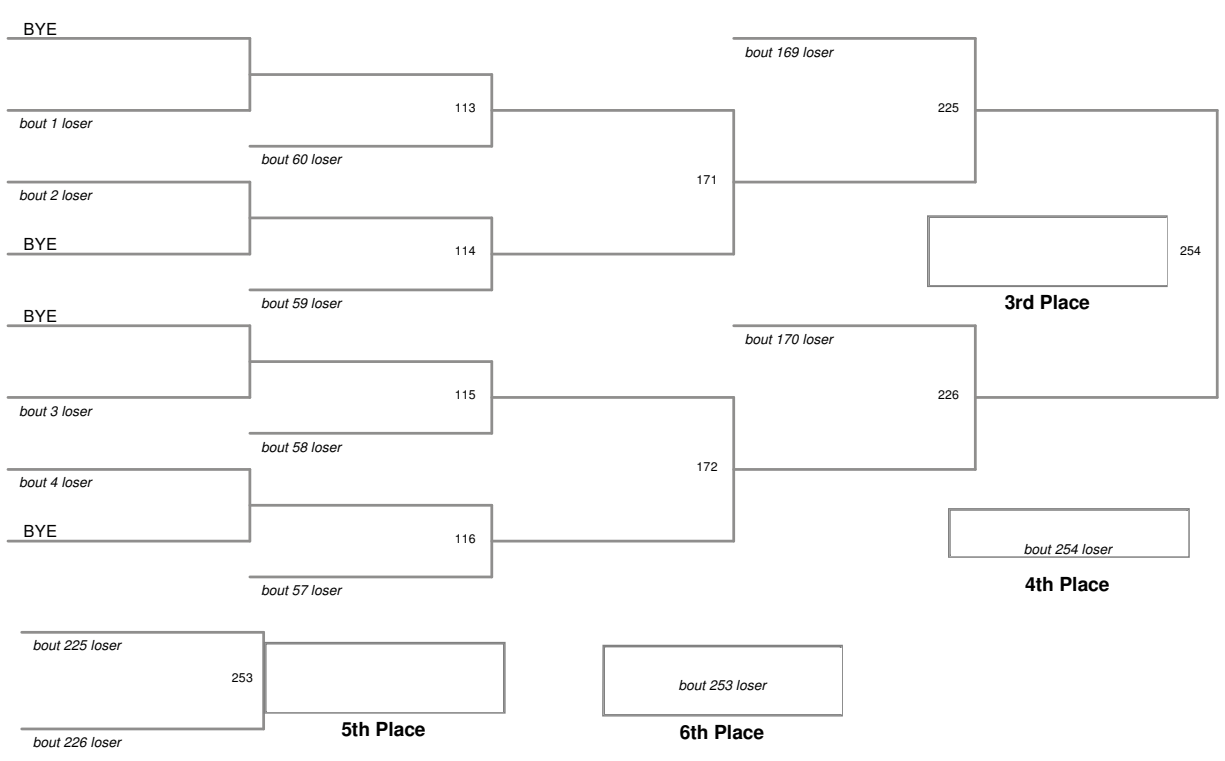 BYE
bout 169 loser
113
225
bout 1 loser
bout 60 loser
171
bout 2 loser
BYE
114
254
bout 59 loser
3rd Place
BYE
bout 170 loser
115
226
bout 3 loser
bout 58 loser
172
bout 4 loser
BYE
116
bout 254 loser
4th Place
bout 57 loser
bout 225 loser
253
bout 253 loser
5th Place
6th Place
bout 226 loser